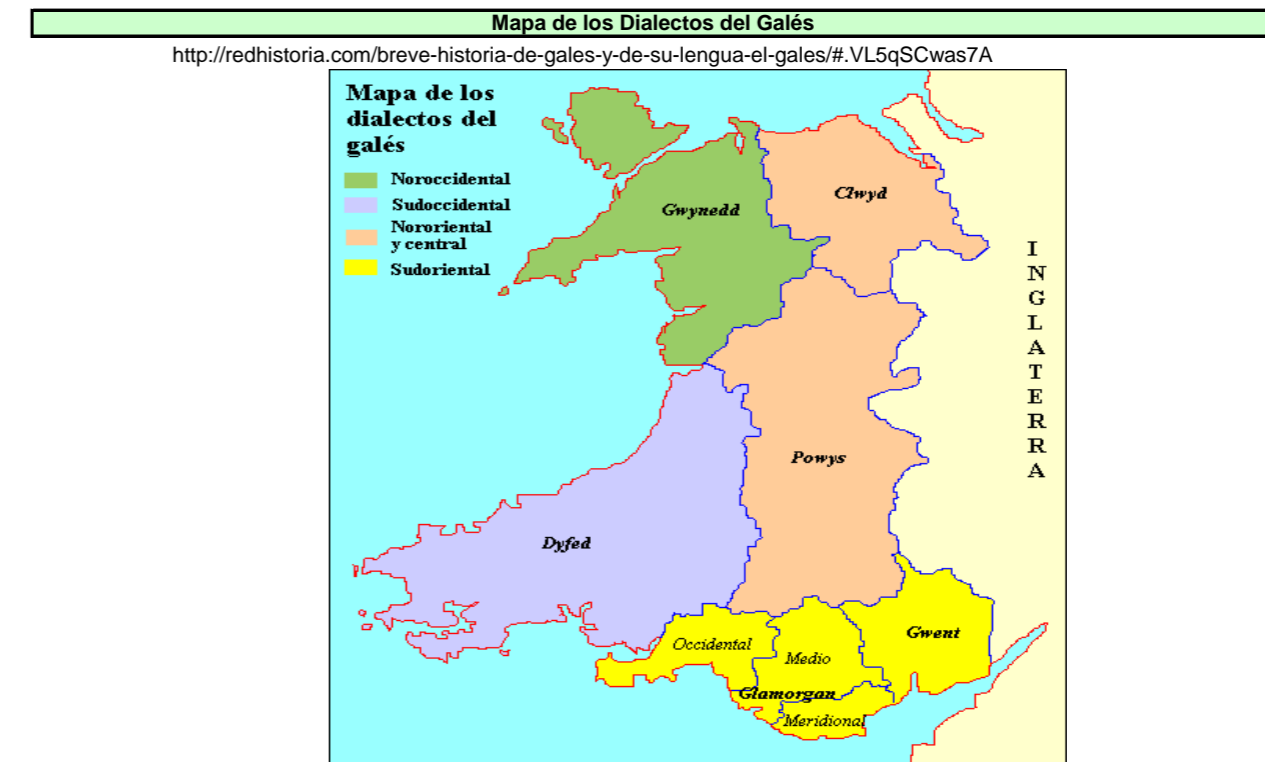 Mapa de los Dialectos del Galés
http://redhistoria.com/breve-historia-de-gales-y-de-su-lengua-el-gales/#.VL5qSCwas7A
Mapa de los
dialectos del
galés
Noroccidental
Sudoccidental
Nororiental
y central
Sudoriental
Gwynedd
Clwyd
INGLATERRA
Powys
Dyfed
Gwent
Occidental
Medio
Glamorgan
Meridional